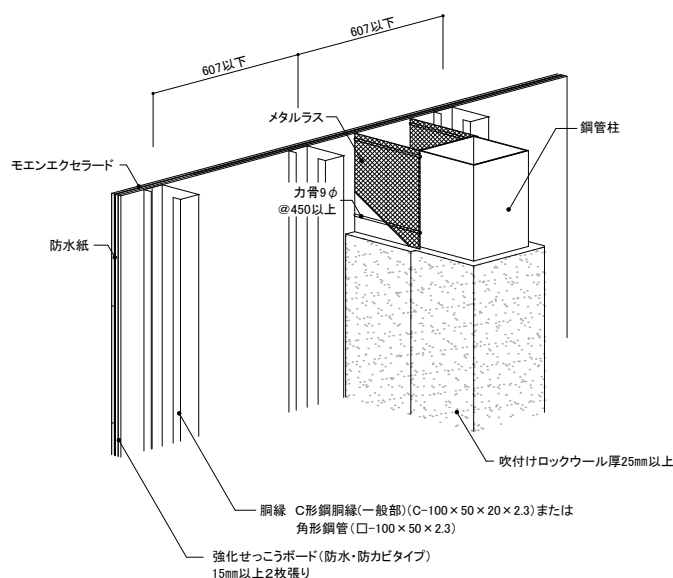 607以下
607以下
メタルラス
鋼管柱
モエンエクセラード
力骨9φ
@450以上
防水紙
吹付けロックウール厚25mm以上
胴縁 C形鋼胴縁(一般部)(C-100×50×20×2.3)または
角形鋼管(□-100×50×2.3)
強化せっこうボード(防水・防カビタイプ)
15mm以上2枚張り